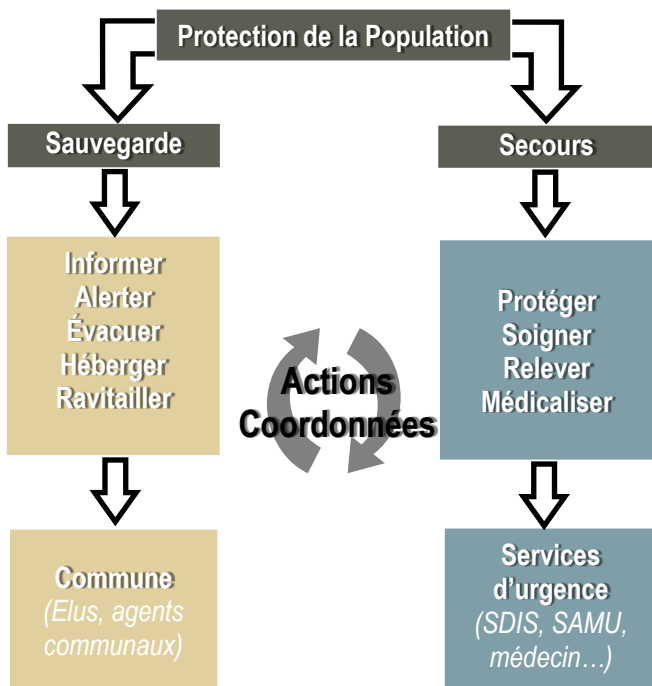 Protection de la Population
Sauvegarde
Secours
Informer
Alerter
Évacuer
Héberger
Ravitailler
Protéger
Soigner
Relever
Médicaliser
Actions
Coordonnées
Commune
(Elus, agents
communaux)
Services
d’urgence
(SDIS, SAMU,
médecin…)